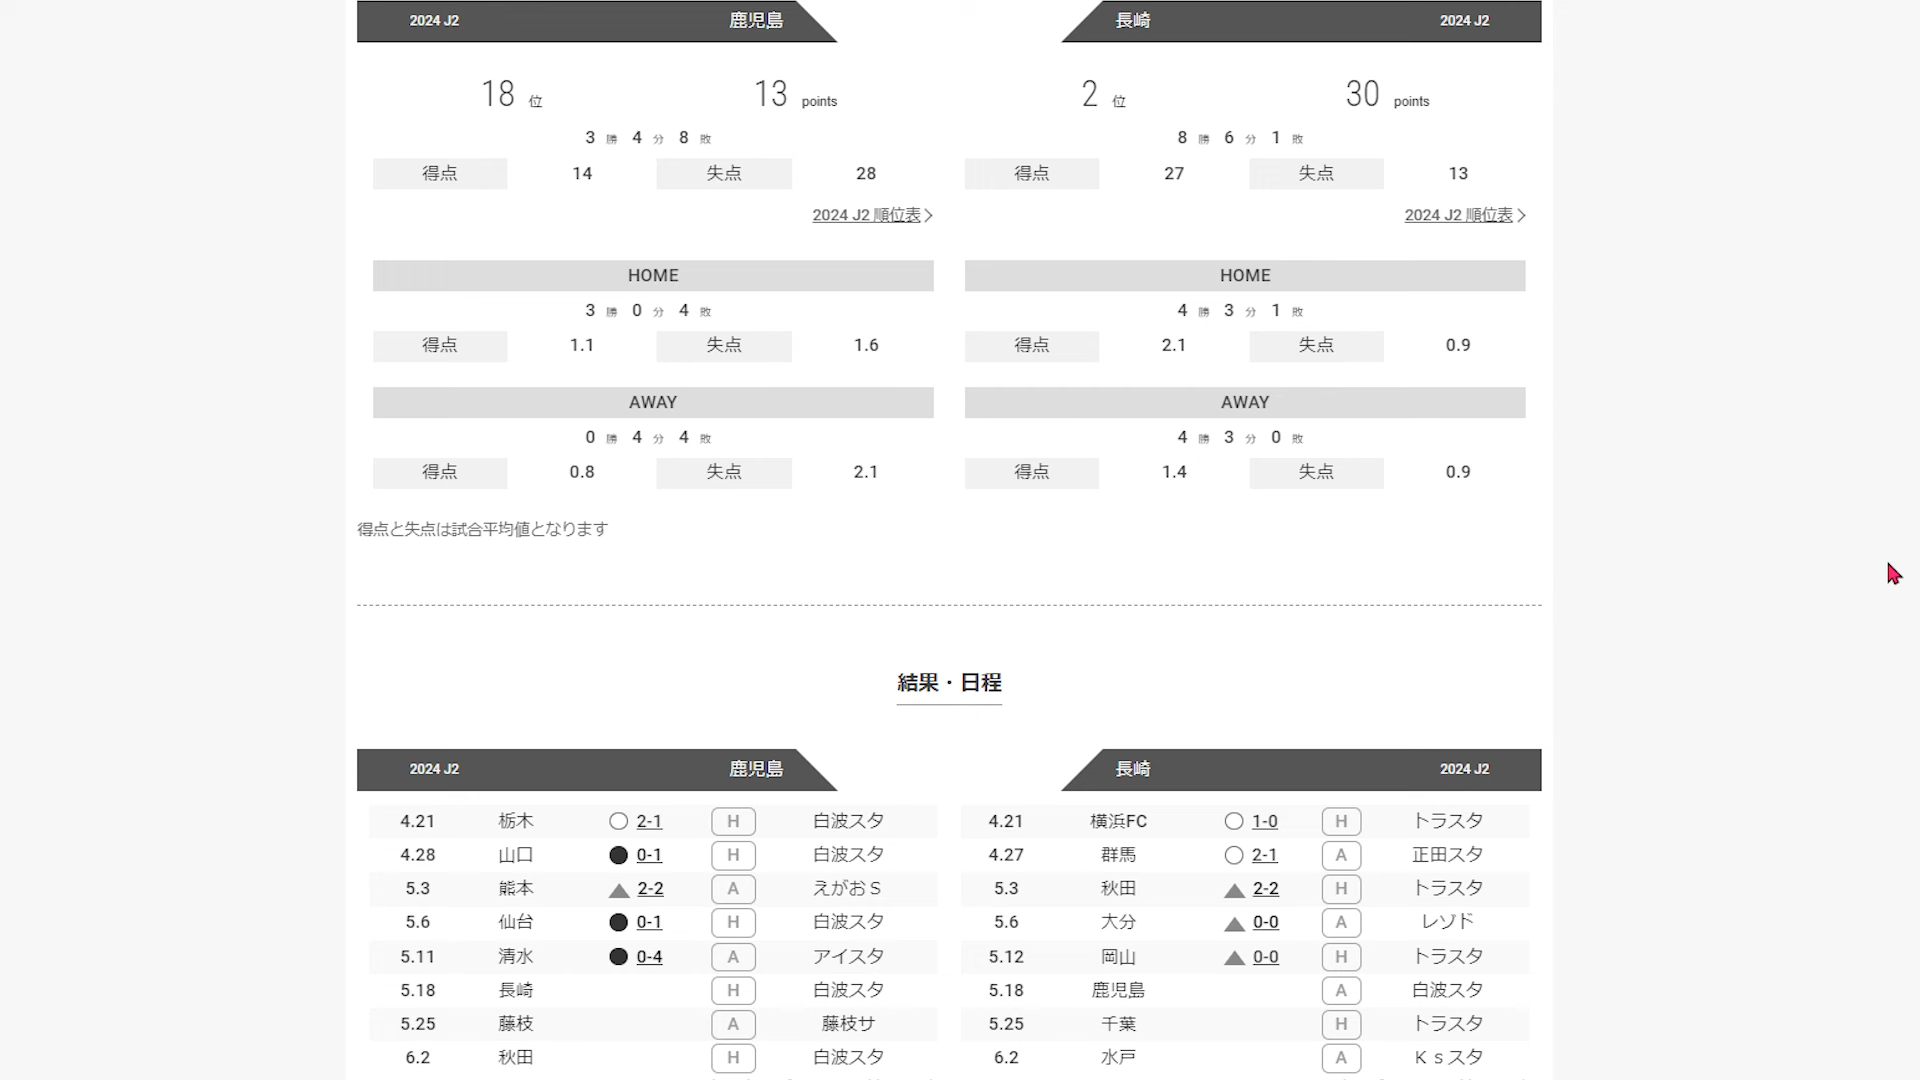 2024 J2 鹿児島 長崎 2024 J2
18 位 13 points 2 位 30 points
3 勝 4 分 8 敗 8 勝 6 分 1 敗
得点 14 失点 28 得点 27 失点 13
2024 J2 順位表 2024 J2 順位表
HOME HOME
3 勝 0 分 4 敗 4 勝 3 分 1 敗
得点 1.1 失点 1.6 得点 2.1 失点 0.9
AWAY AWAY
0 勝 4 分 4 敗 4 勝 3 分 0 敗
得点 0.8 失点 2.1 得点 1.4 失点 0.9
得点と失点は試合平均値となります
結果・日程
2024 J2 鹿児島 長崎 2024 J2
4.21 栃木 ○ 2-1 H 白波スタ 4.21 横浜FC ○ 1-0 H トラスタ
4.28 山口 ● 0-1 H 白波スタ 4.27 群馬 ○ 2-1 A 正田スタ
5.3 熊本 ▲ 2-2 A えがおS 5.3 秋田 ▲ 2-2 H トラスタ
5.6 仙台 ● 0-1 H 白波スタ 5.6 大分 ▲ 0-0 A レゾド
5.11 清水 ● 0-4 A アイスタ 5.12 岡山 ▲ 0-0 H トラスタ
5.18 長崎 H 白波スタ 5.18 鹿児島 A 白波スタ
5.25 藤枝 A 藤枝サ 5.25 千葉 H トラスタ
6.2 秋田 H 白波スタ 6.2 水戸 A Ksスタ